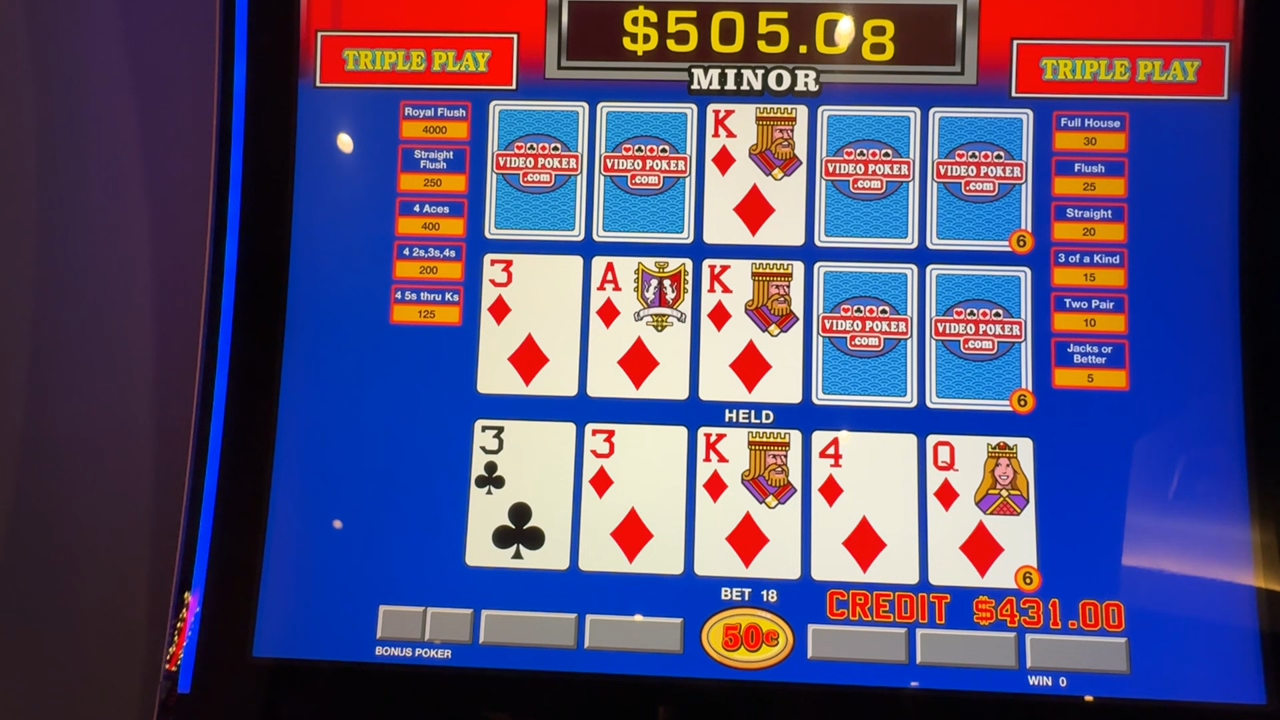 $505.08
TRIPLE PLAY
MINOR
TRIPLE PLAY
Royal Flush
4000
Straight
Flush
250
4 Aces
400
4 2s,3s,4s
200
4 5s thru Ks
125
VIDEO POKER
.com
VIDEO POKER
.com
K
VIDEO POKER
.com
VIDEO POKER
.com
6
Full House
30
Flush
25
Straight
20
3 of a Kind
15
Two Pair
10
Jacks or
Better
5
3
A
K
VIDEO POKER
.com
VIDEO POKER
.com
6
HELD
3
3
K
4
Q
6
BET 18
CREDIT $431.00
50¢
BONUS POKER
WIN 0